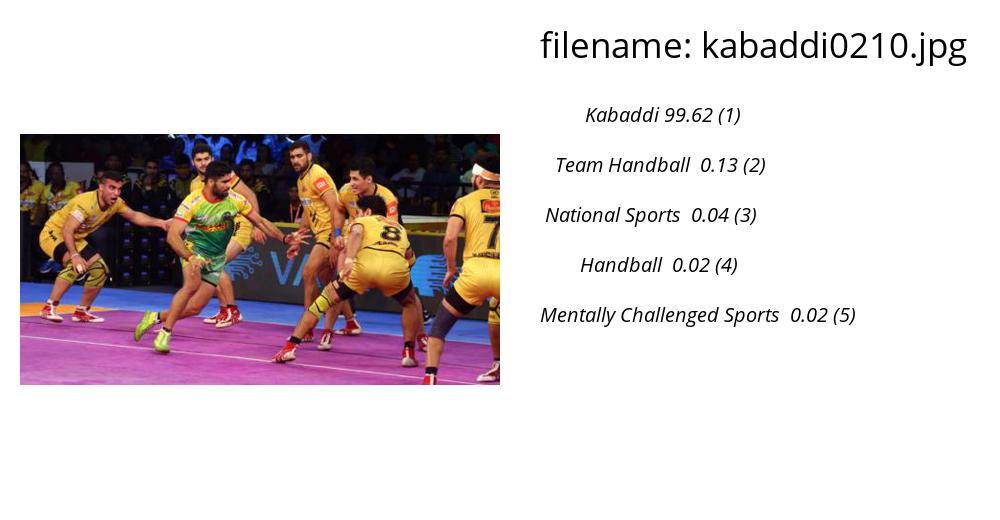 filename: kabaddi0210.jpg
Kabaddi 99.62 (1)
Team Handball 0.13 (2)
National Sports 0.04 (3)
Handball 0.02 (4)
Mentally Challenged Sports 0.02 (5)
8
7